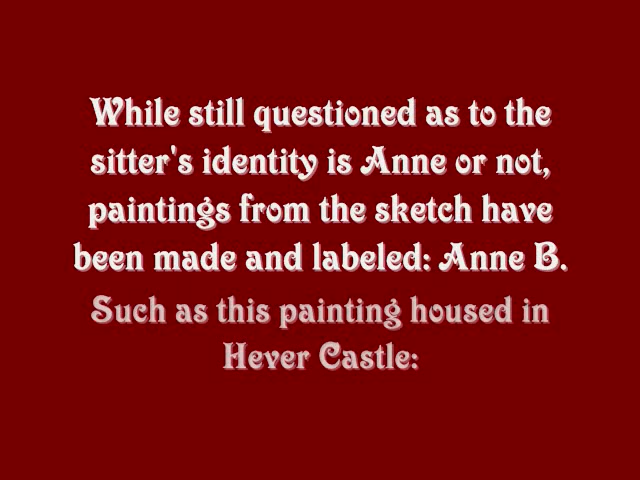 While still questioned as to the
sitter's identity is Anne or not,
paintings from the sketch have
been made and labeled: Anne B.
Such as this painting housed in
Hever Castle: